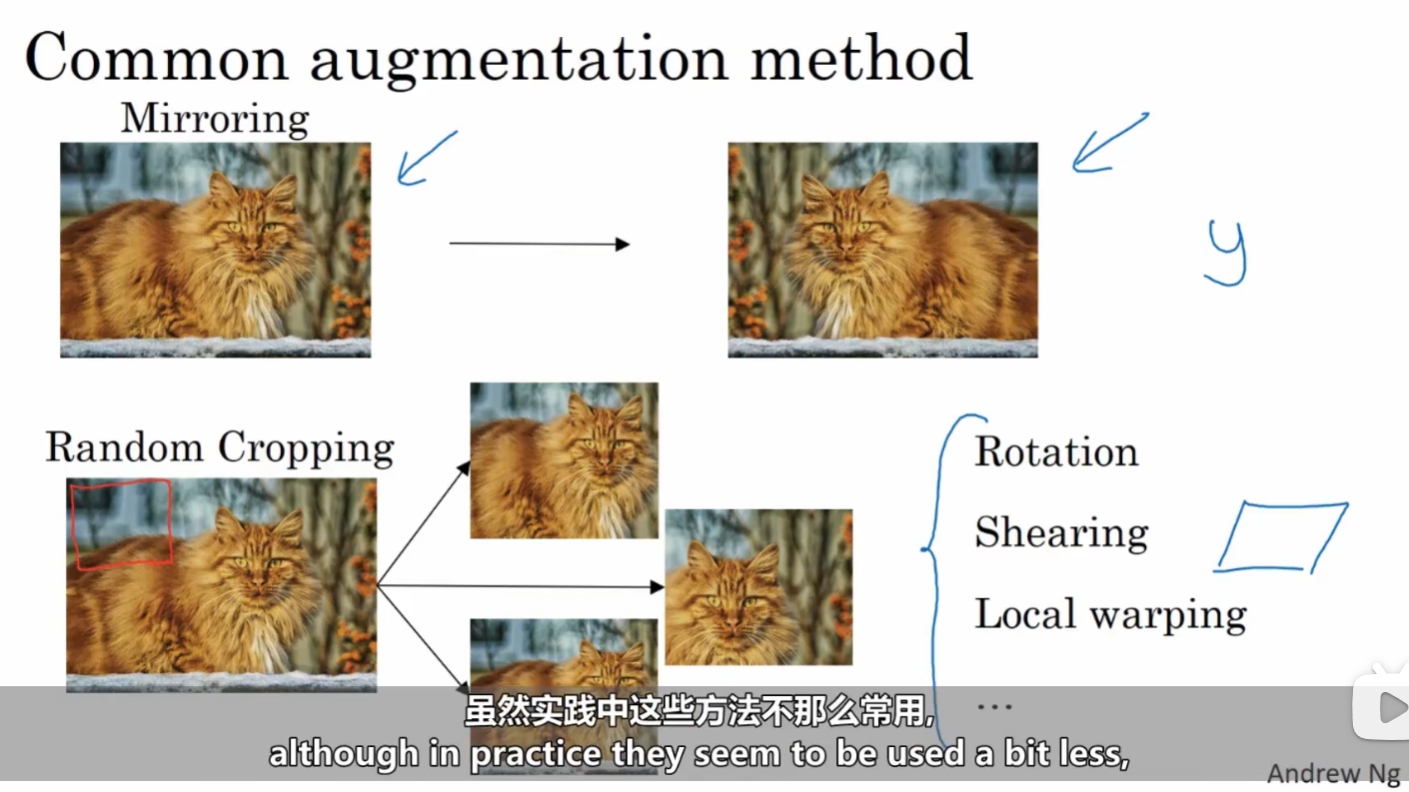 Common augmentation method
Mirroring
y
Random Cropping
Rotation
Shearing
Local warping
...
虽然实践中这些方法不那么常用,
although in practice they seem to be used a bit less,
Andrew Ng